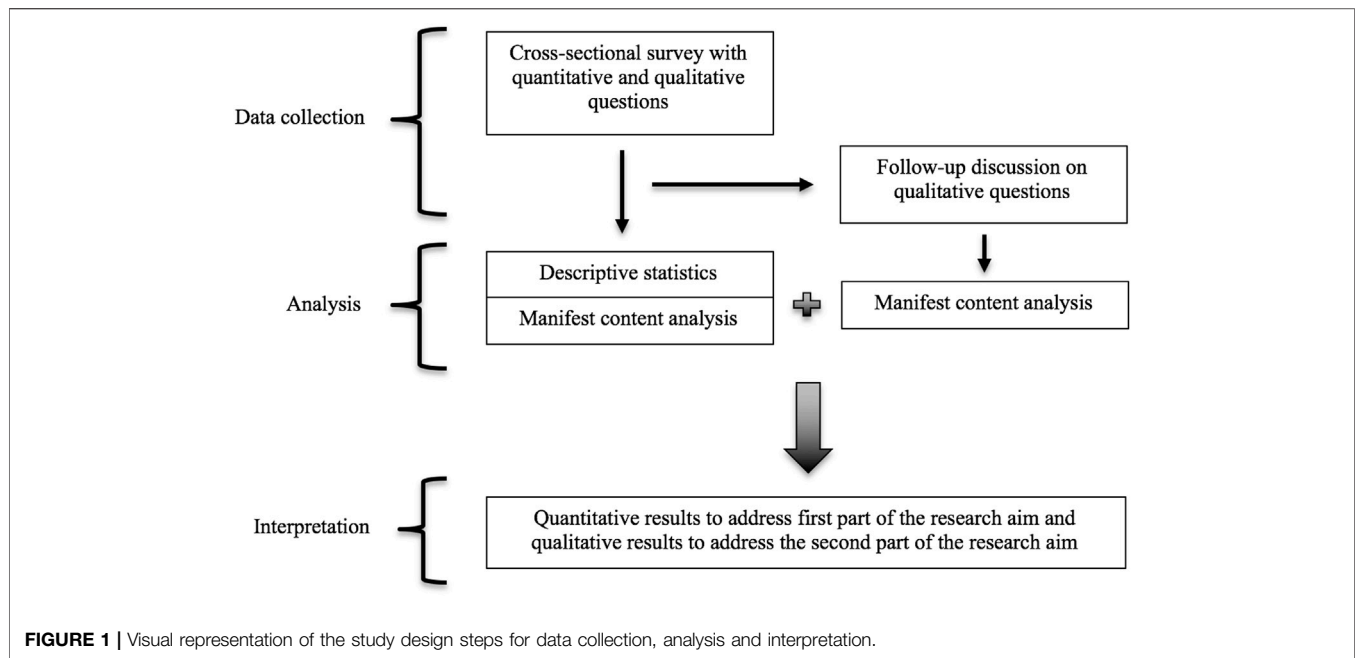 Cross-sectional survey with
quantitative and qualitative
questions
Data collection
Follow-up discussion on
qualitative questions
Descriptive statistics
Analysis
Manifest content analysis
Manifest content analysis
Interpretation
Quantitative results to address first part of the research aim and
qualitative results to address the second part of the research aim
FIGURE 1 | Visual representation of the study design steps for data collection, analysis and interpretation.